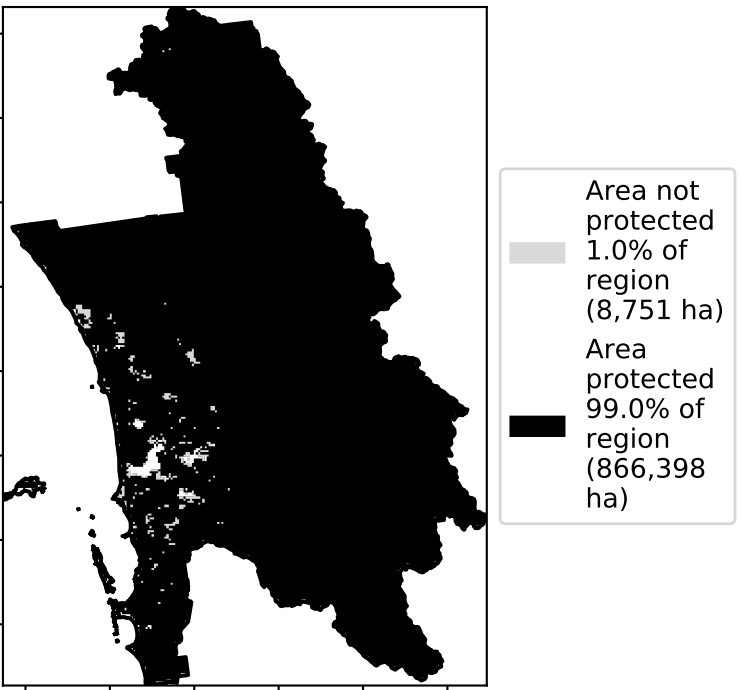 Area not
protected
1.0% of
region
(8,751 ha)
Area
protected
99.0% of
region
(866,398
ha)